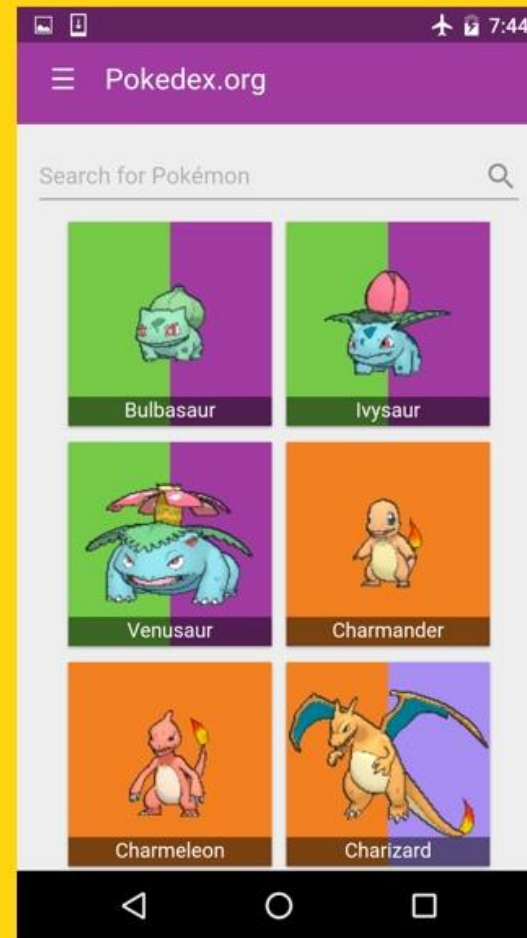 7:44
Pokedex.org
Search for Pokémon
Bulbasaur
Ivysaur
Venusaur
Charmander
Charmeleon
Charizard